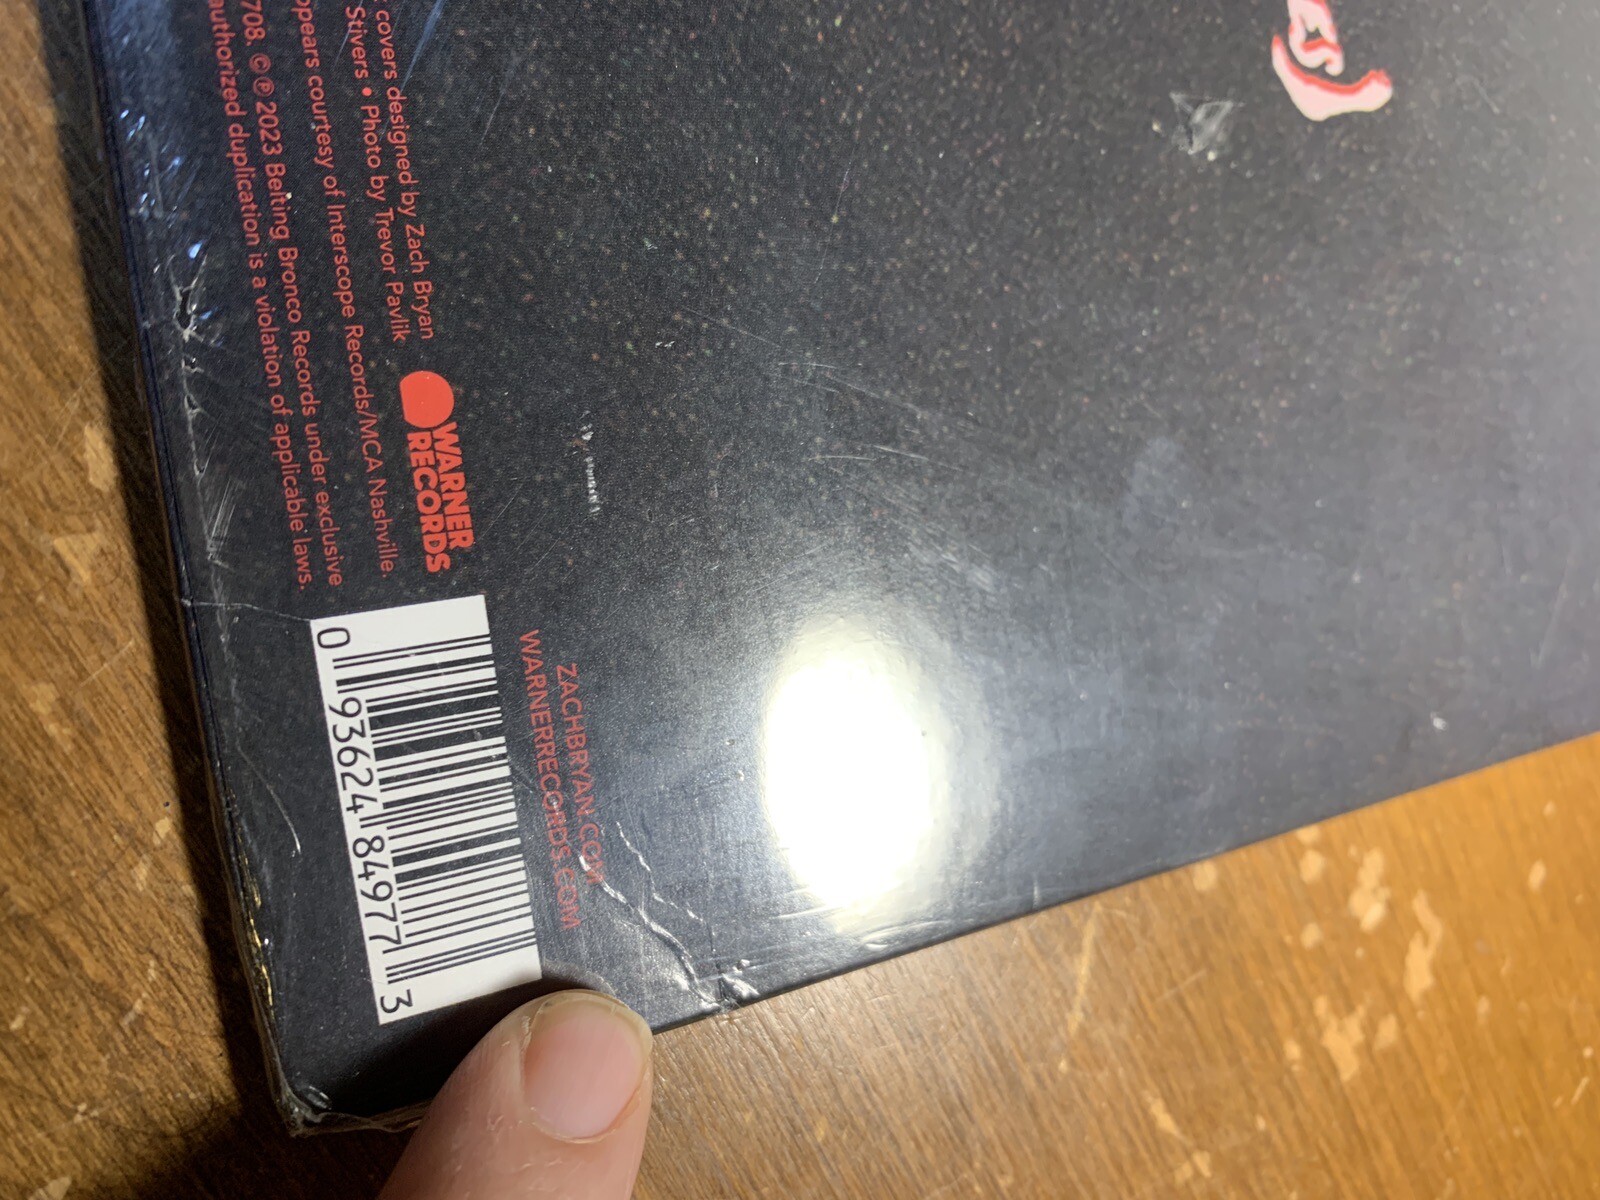 covers designed by Zach Bryan
Stivers • Photo by Trevor Pavlik
ppears courtesy of Interscope Records/MCA Nashville.
708. © ℗ 2023 Belting Bronco Records under exclusive
authorized duplication is a violation of applicable laws.
WARNER
RECORDS
ZACHBRYAN.COM
WARNERRECORDS.COM
0 93624 84977 3